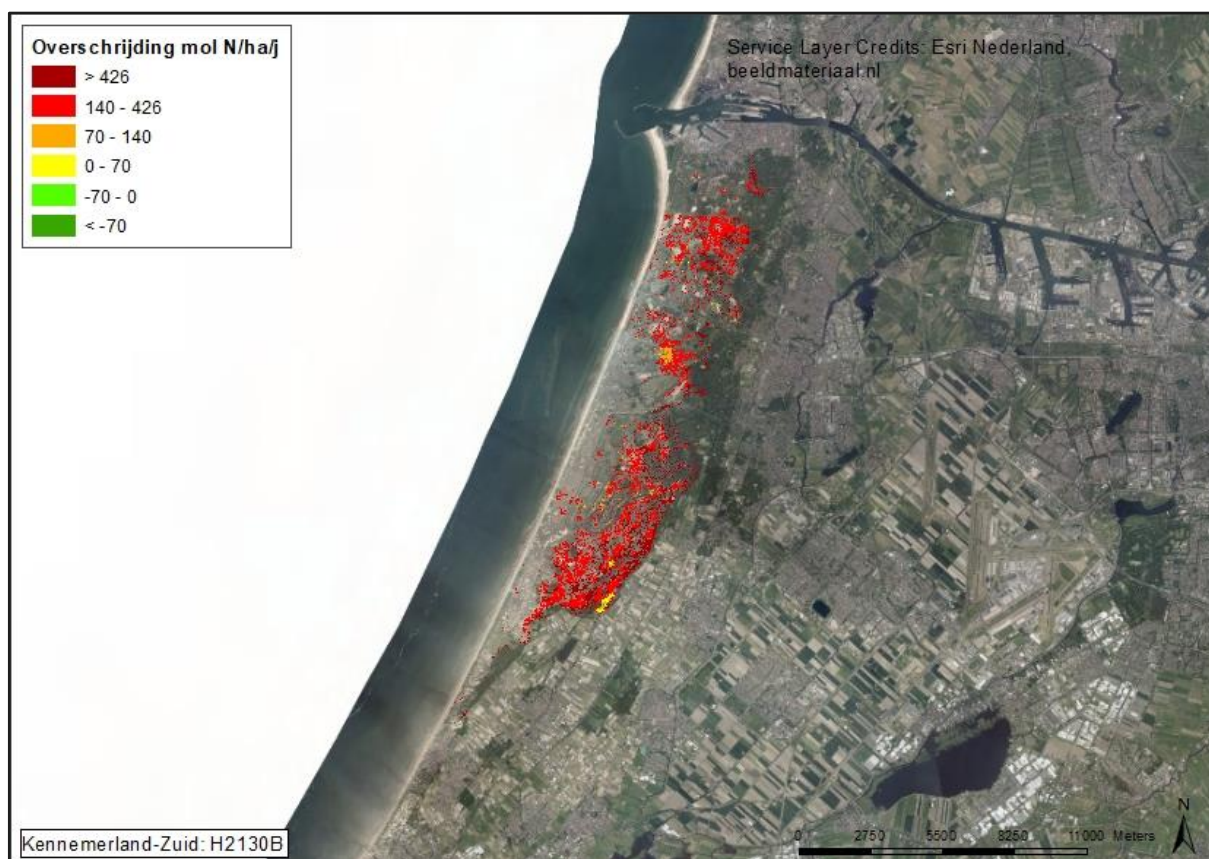 Overschrijding mol N/ha/j
> 426
140 - 426
70 - 140
0 - 70
-70 - 0
< -70
Service Layer Credits: Esri Nederland,
beeldmateriaal.nl
N
0 2750 5500 8250 11000 Meters
Kennemerland-Zuid: H2130B